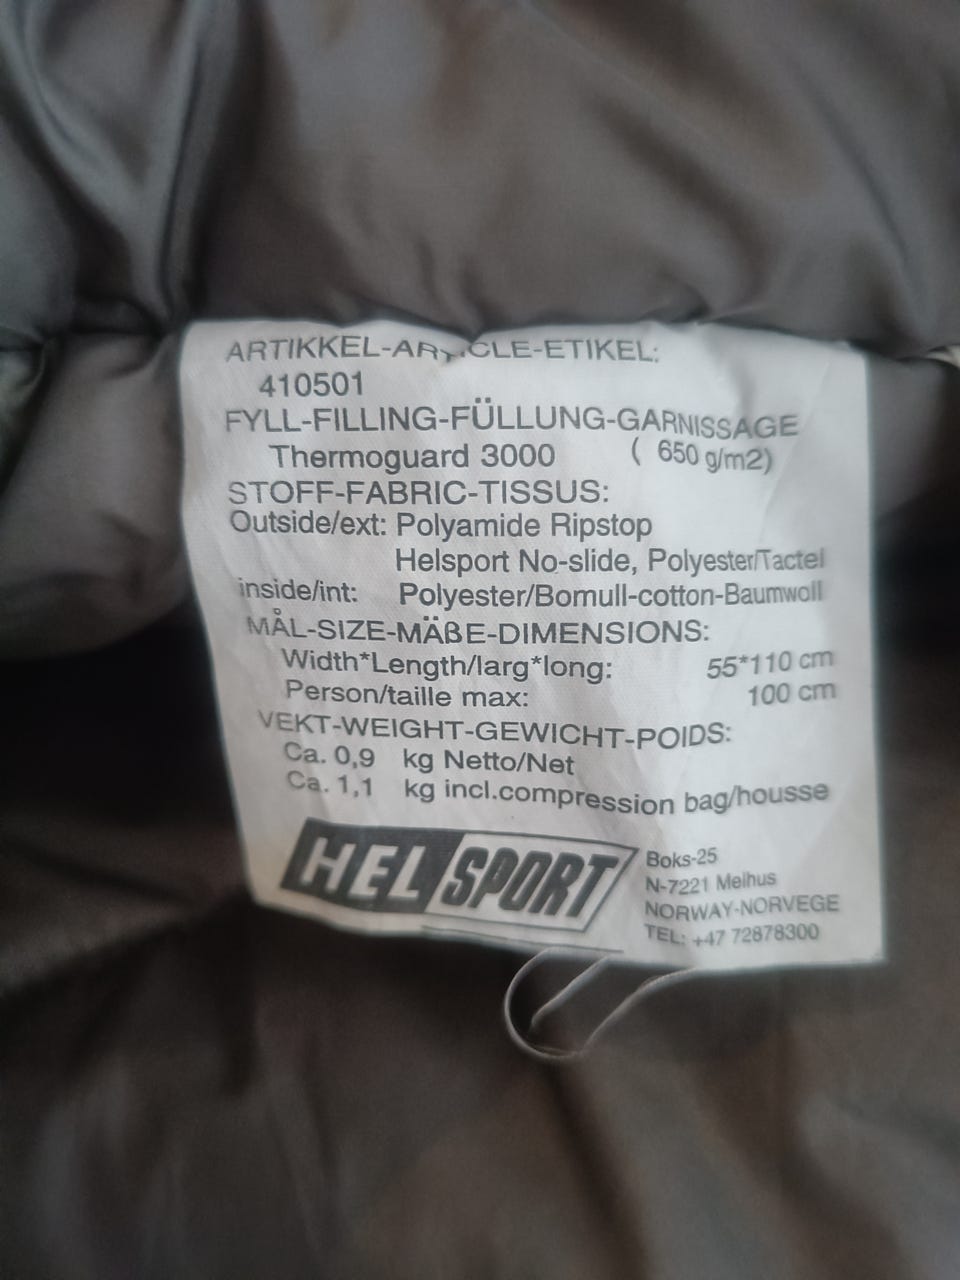 ARTIKKEL-ARTICLE-ETIKEL:
410501
FYLL-FILLING-FÜLLUNG-GARNISSAGE
Thermoguard 3000 ( 650 g/m2)
STOFF-FABRIC-TISSUS:
Outside/ext: Polyamide Ripstop
Helsport No-slide, Polyester/Tactel
inside/int: Polyester/Bomull-cotton-Baumwoll
MÅL-SIZE-MÄßE-DIMENSIONS:
Width*Length/larg*long: 55*110 cm
Person/taille max: 100 cm
VEKT-WEIGHT-GEWICHT-POIDS:
Ca. 0,9 kg Netto/Net
Ca. 1,1 kg incl.compression bag/housse
HELSPORT
Boks-25
N-7221 Melhus
NORWAY-NORVEGE
TEL: +47 72878300